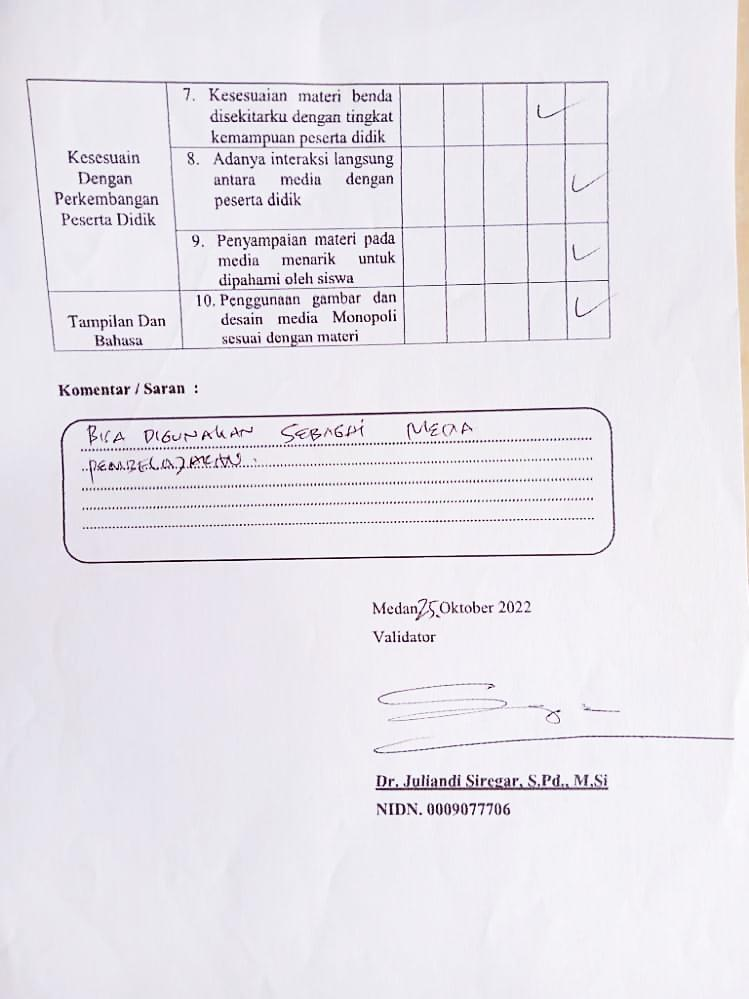 Kesesuain
Dengan
Perkembangan
Peserta Didik
7. Kesesuaian materi benda
disekitarku dengan tingkat
kemampuan peserta didik
8. Adanya interaksi langsung
antara media dengan
peserta didik
9. Penyampaian materi pada
media menarik untuk
dipahami oleh siswa
Tampilan Dan
Bahasa
10. Penggunaan gambar dan
desain media Monopoli
sesuai dengan materi
Komentar / Saran :
BISA DIGUNAKAN SEBAGAI MEDIA
PEMBELAJARAN.
Medan, 25 Oktober 2022
Validator
Dr. Juliandi Siregar, S.Pd., M.Si
NIDN. 0009077706